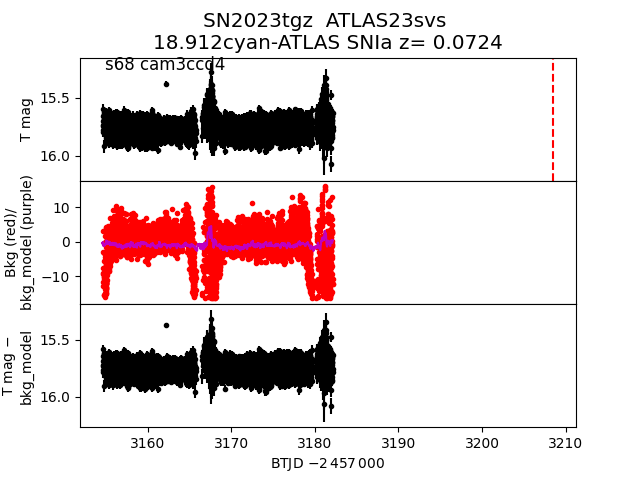 SN2023tgz  ATLAS23svs
18.912cyan-ATLAS SNIa z= 0.0724
s68 cam3ccd4
T mag
15.5
16.0
Bkg (red)/
bkg_model (purple)
10
0
−10
T mag −
bkg_model
15.5
16.0
3160 3170 3180 3190 3200 3210
BTJD −2 457 000